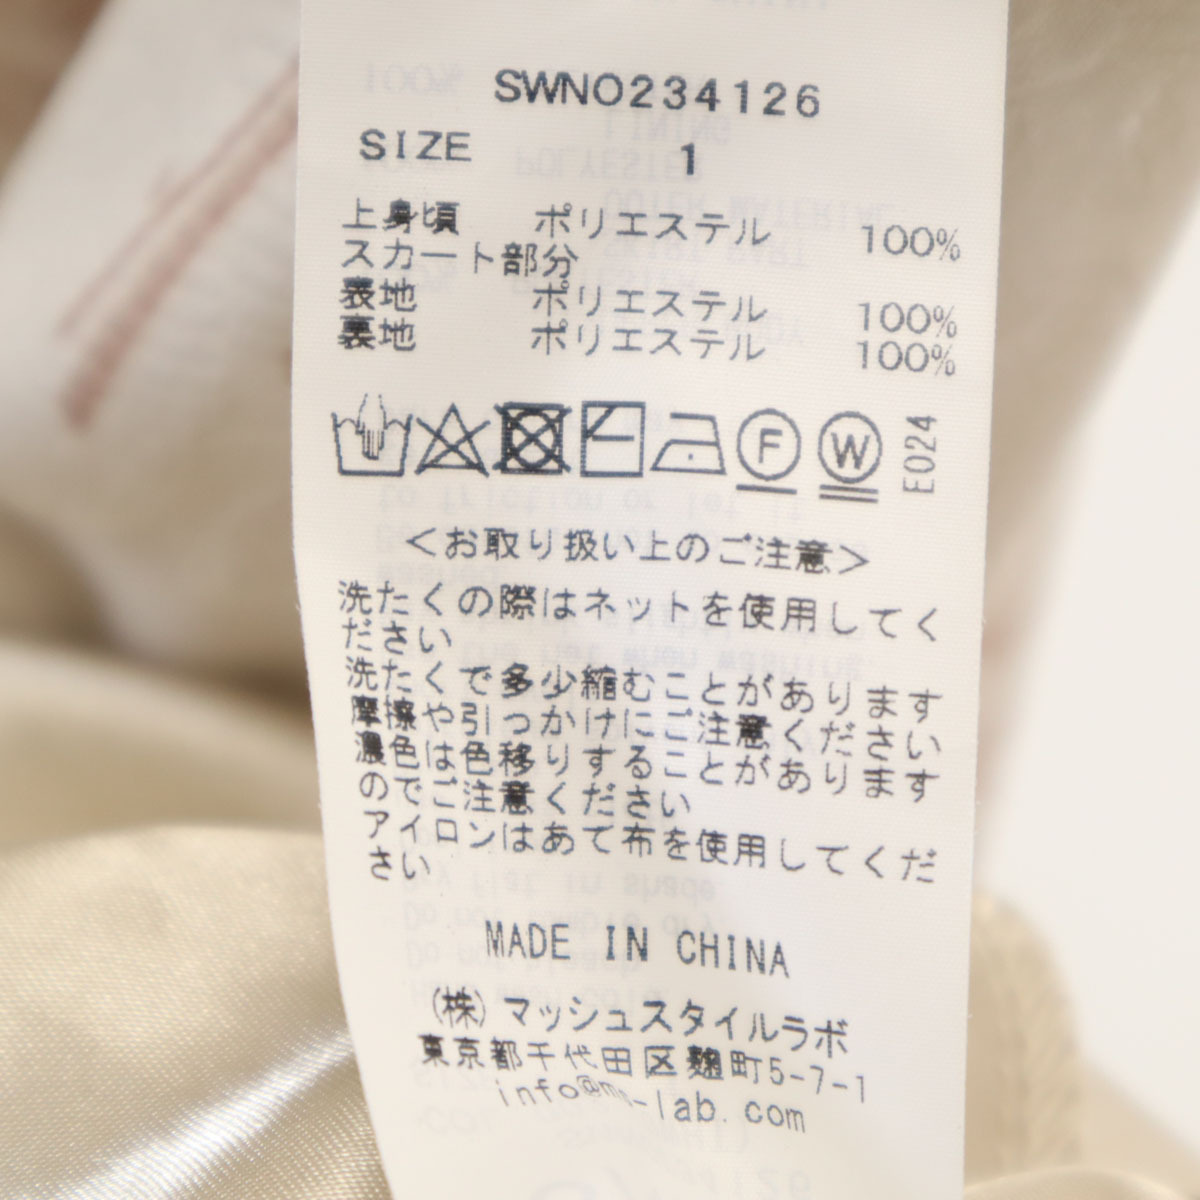 SWNO234126
SIZE 1
上身頃 ポリエステル 100%
スカート部分
表地 ポリエステル 100%
裏地 ポリエステル 100%
F W E024
<お取り扱い上のご注意>
洗たくの際はネットを使用してく
ださい
洗たくで多少縮むことがあります
摩擦や引っかけにご注意ください
濃色は色移りすることがあります
のでご注意ください
アイロンはあて布を使用してくだ
さい
MADE IN CHINA
(株)マッシュスタイルラボ
東京都千代田区麹町5-7-1